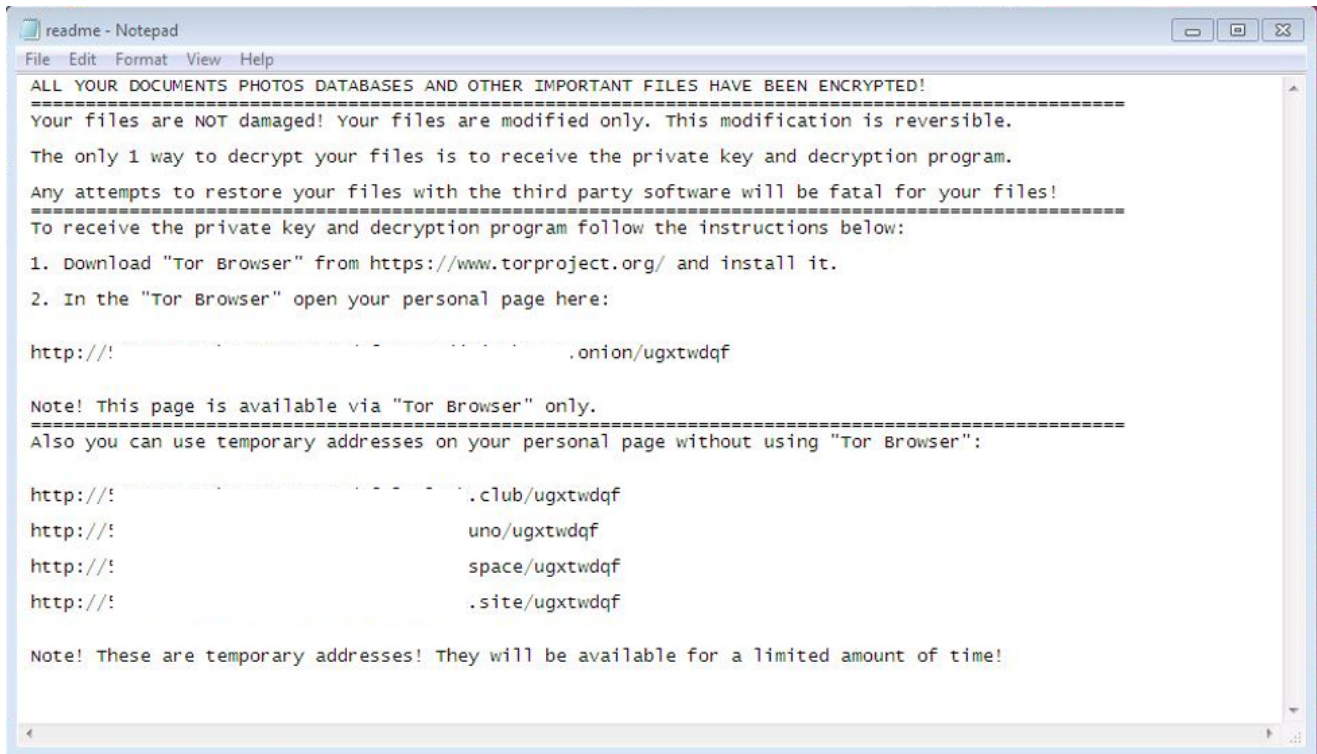 readme - Notepad
File Edit Format View Help
ALL YOUR DOCUMENTS PHOTOS DATABASES AND OTHER IMPORTANT FILES HAVE BEEN ENCRYPTED!
====================================================================================================
Your files are NOT damaged! Your files are modified only. This modification is reversible.
The only 1 way to decrypt your files is to receive the private key and decryption program.
Any attempts to restore your files with the third party software will be fatal for your files!
====================================================================================================
To receive the private key and decryption program follow the instructions below:
1. Download "Tor Browser" from https://www.torproject.org/ and install it.
2. In the "Tor Browser" open your personal page here:
http:// .onion/ugxtwdqf
Note! This page is available via "Tor Browser" only.
====================================================================================================
Also you can use temporary addresses on your personal page without using "Tor Browser":
http:// .club/ugxtwdqf
http:// uno/ugxtwdqf
http:// space/ugxtwdqf
http:// .site/ugxtwdqf
Note! These are temporary addresses! They will be available for a limited amount of time!